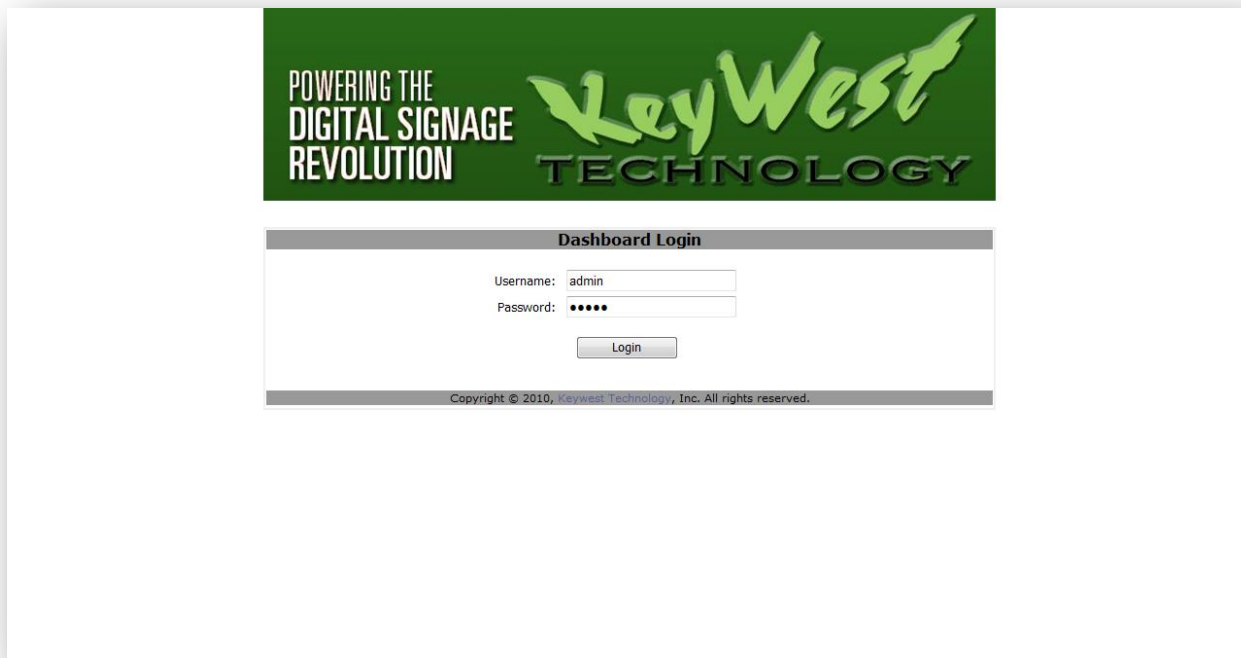 POWERING THE
DIGITAL SIGNAGE
REVOLUTION
KeyWest
TECHNOLOGY
Dashboard Login
Username: admin
Password: •••••
Login
Copyright © 2010, Keywest Technology, Inc. All rights reserved.